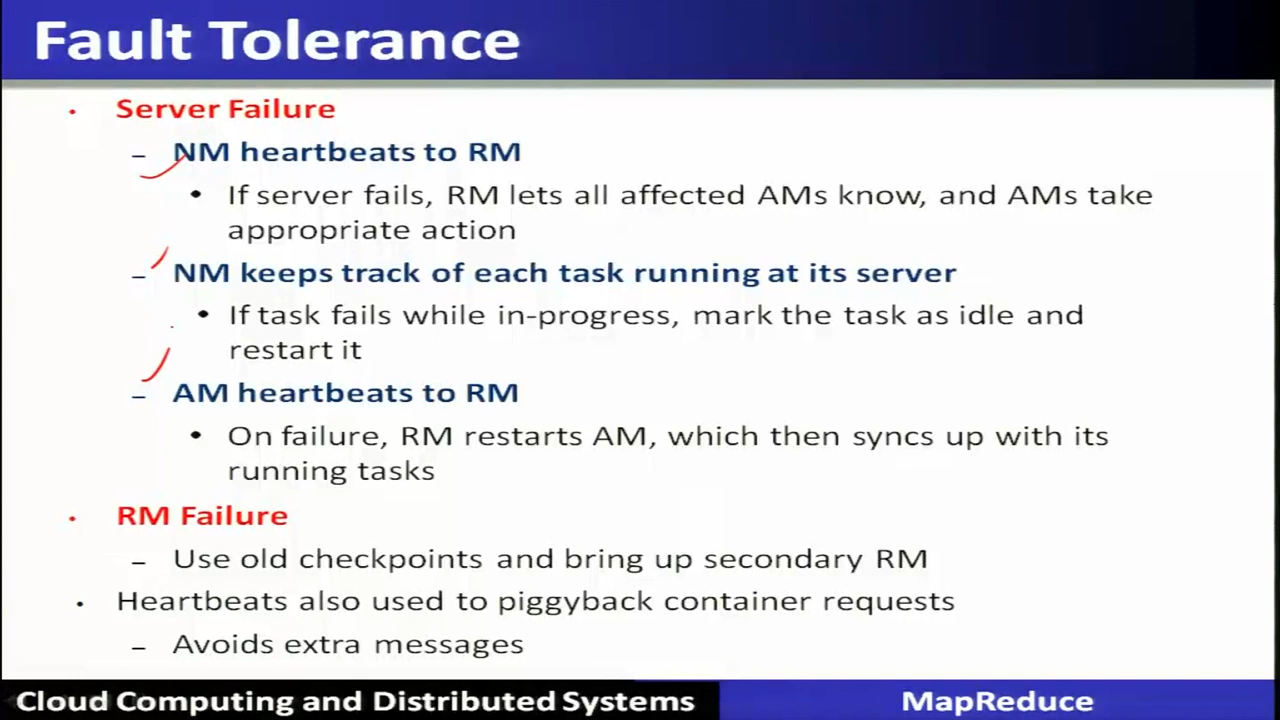 Fault Tolerance
• Server Failure
– NM heartbeats to RM
• If server fails, RM lets all affected AMs know, and AMs take
appropriate action
– NM keeps track of each task running at its server
• If task fails while in-progress, mark the task as idle and
restart it
– AM heartbeats to RM
• On failure, RM restarts AM, which then syncs up with its
running tasks
• RM Failure
– Use old checkpoints and bring up secondary RM
• Heartbeats also used to piggyback container requests
– Avoids extra messages
Cloud Computing and Distributed Systems
MapReduce